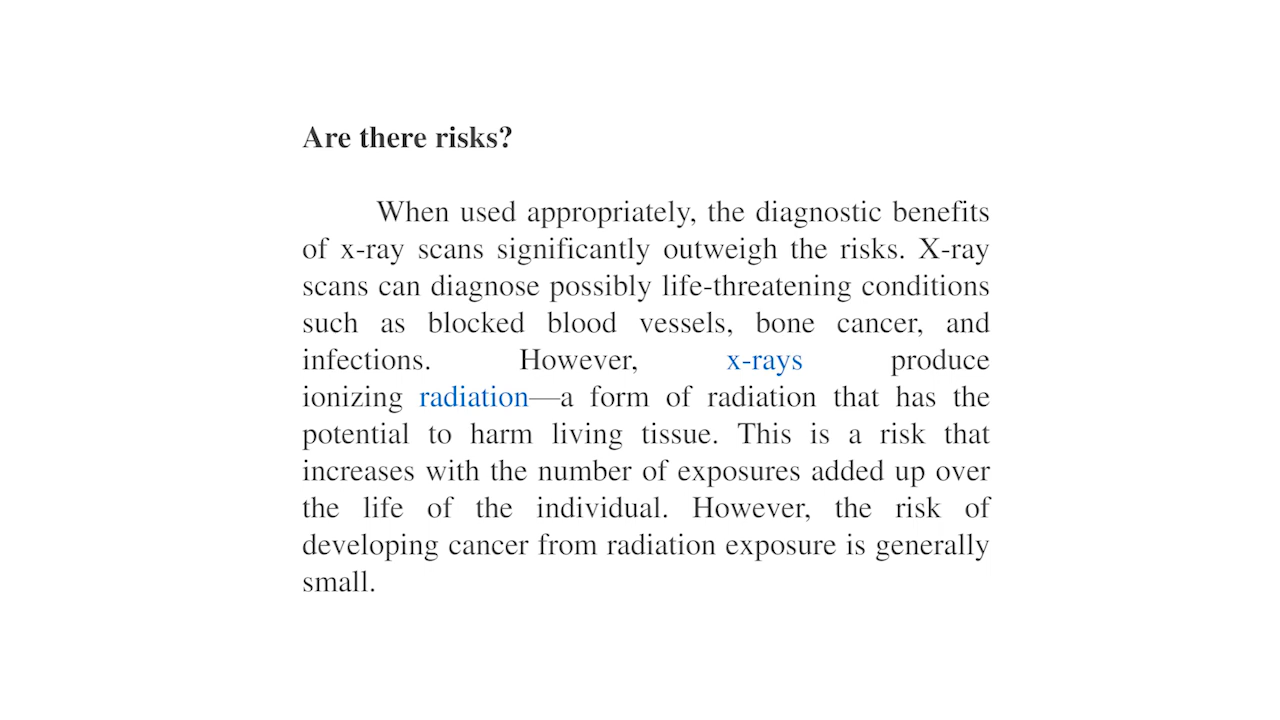 Are there risks?
When used appropriately, the diagnostic benefits
of x-ray scans significantly outweigh the risks. X-ray
scans can diagnose possibly life-threatening conditions
such as blocked blood vessels, bone cancer, and
infections. However, x-rays produce
ionizing radiation—a form of radiation that has the
potential to harm living tissue. This is a risk that
increases with the number of exposures added up over
the life of the individual. However, the risk of
developing cancer from radiation exposure is generally
small.